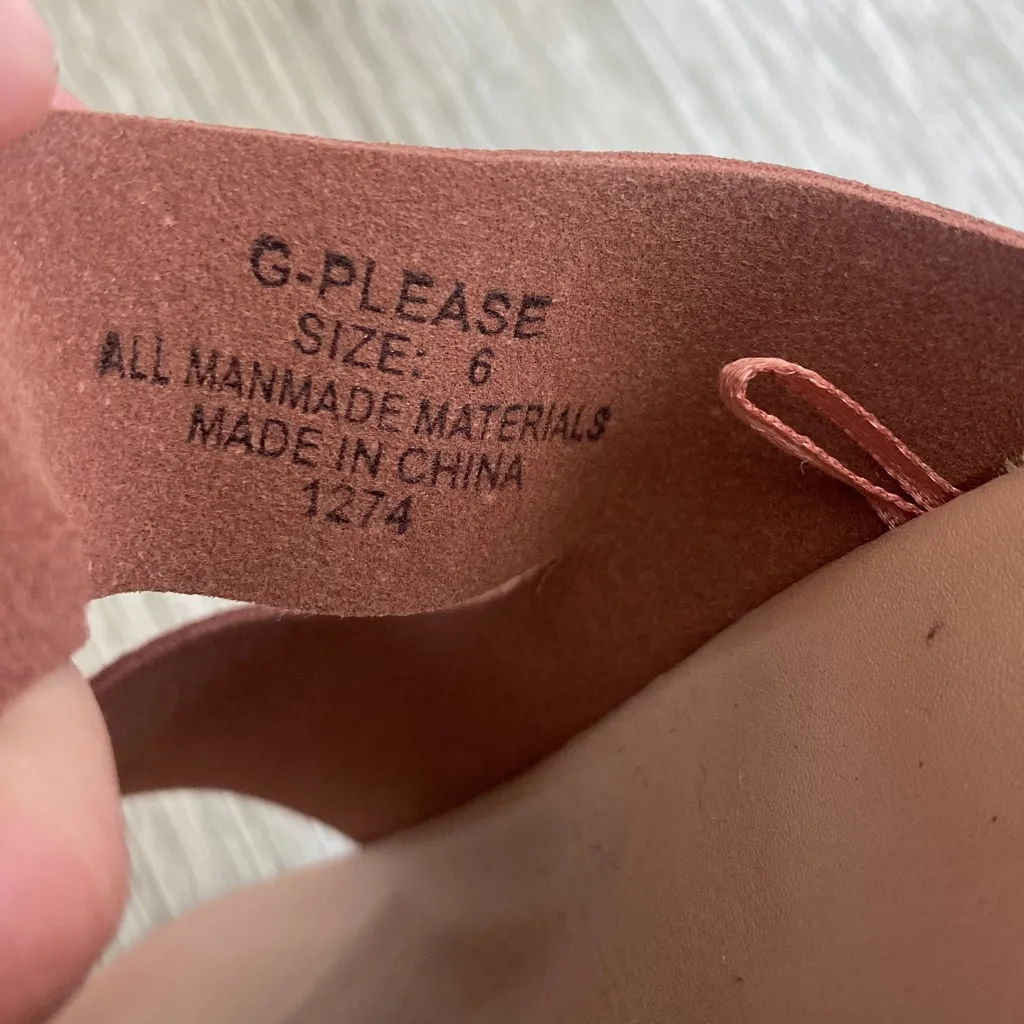 G-PLEASE
SIZE: 6
ALL MANMADE MATERIALS
MADE IN CHINA
1274